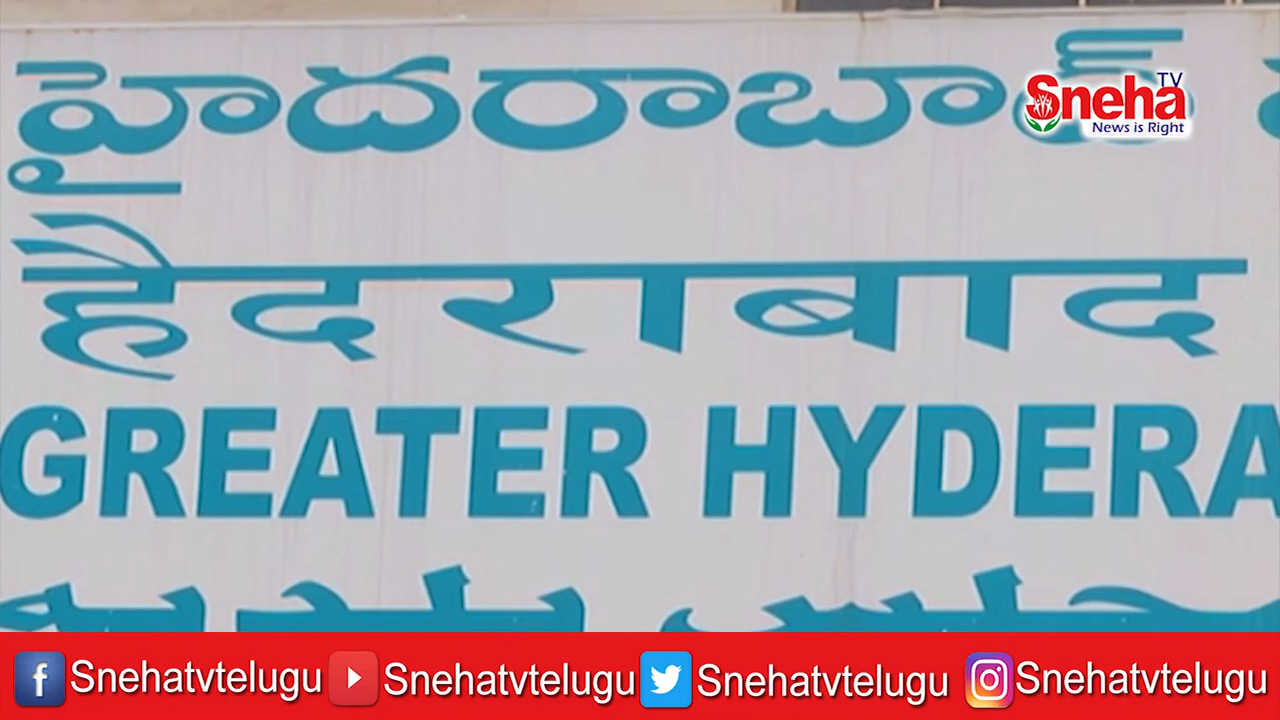 హైదరాబాద్
Sneha TV
News is Right
हैदराबाद
GREATER HYDERA
Snehatvtelugu Snehatvtelugu Snehatvtelugu Snehatvtelugu